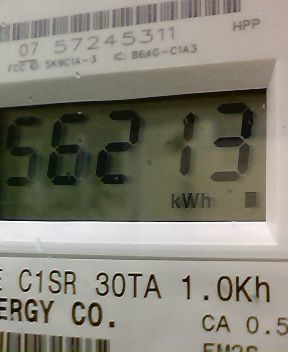 HPP
07 57245311
FCC ID: SK9C1A-3 IC: 864G-C1A3
56213
kWh
C1SR 30TA 1.0Kh
ERGY CO.
CA 0.5